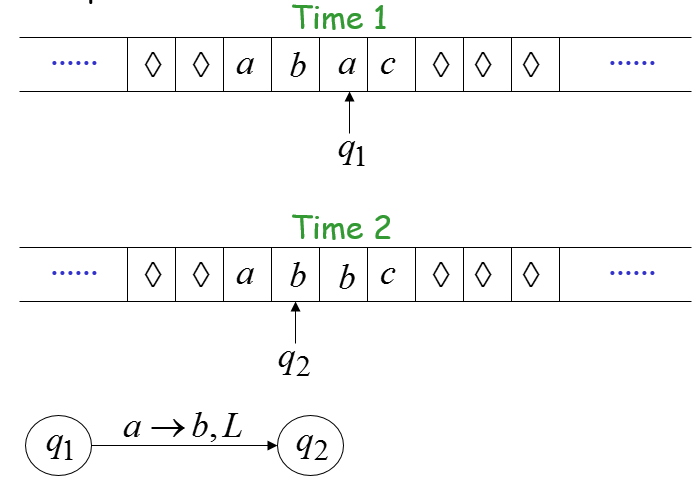 Time 1
...... ◊ ◊ a b a c ◊ ◊ ◊ ......
q₁
Time 2
...... ◊ ◊ a b b c ◊ ◊ ◊ ......
q₂
q₁ a → b, L q₂